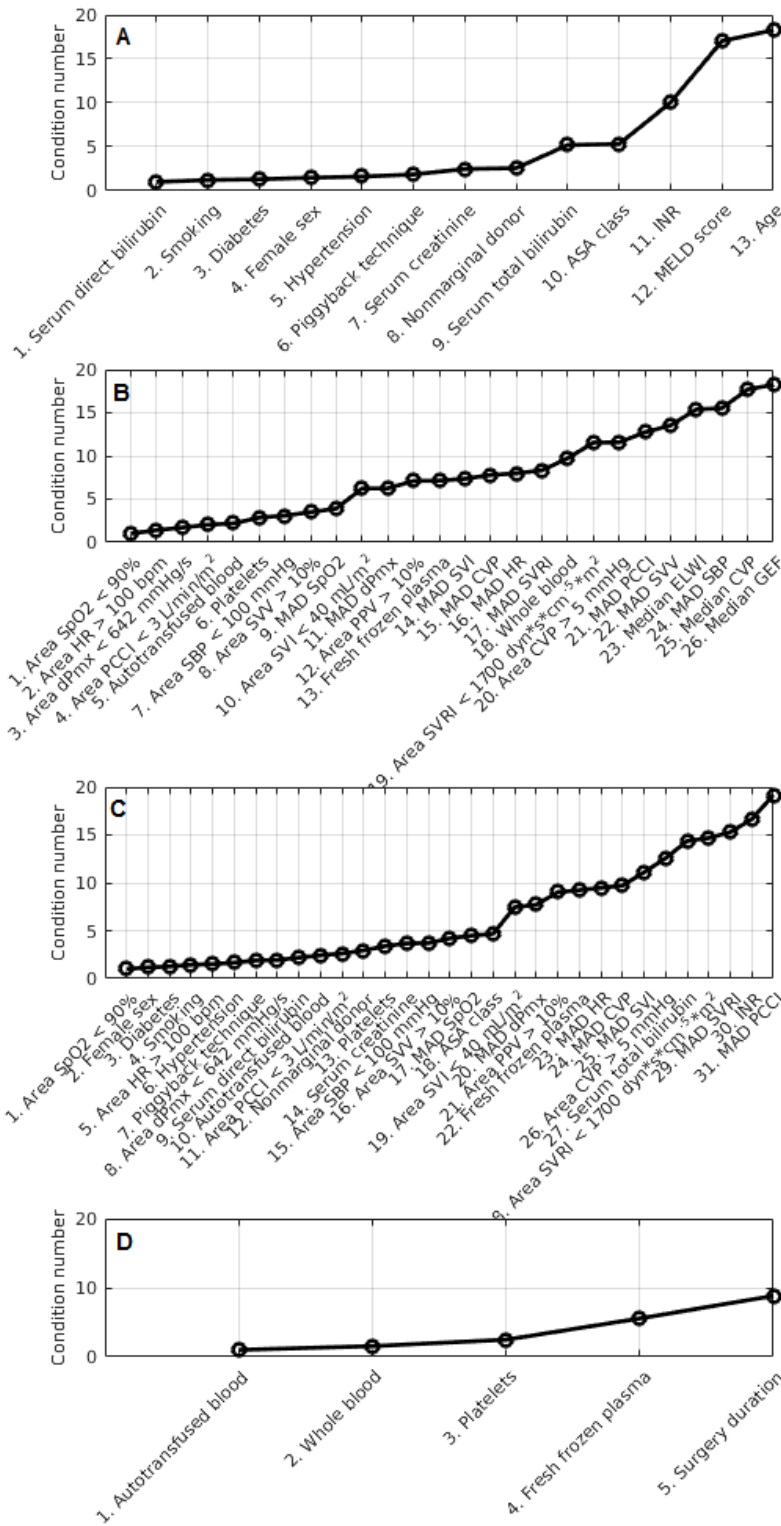 A
Condition number
20
15
10
5
0
1. Serum direct bilirubin
2. Smoking
3. Diabetes
4. Female sex
5. Hypertension
6. Piggyback technique
7. Serum creatinine
8. Nonmarginal donor
9. Serum total bilirubin
10. ASA class
11. INR
12. MELD score
13. Age
B
Condition number
20
15
10
5
0
1. Area SpO2 < 90%
2. Area HR > 100 bpm
3. Area dPmx < 642 mmHg/s
4. Area PCCI < 3 L/min/m²
5. Autotransfused blood
6. Platelets
7. Area SBP < 100 mmHg
8. Area SVV > 10%
9. MAD SpO2
10. Area SVI < 40 mL/m²
11. MAD dPmx
12. Area PPV > 10%
13. Fresh frozen plasma
14. MAD SVI
15. MAD CVP
16. MAD HR
17. MAD SVRI
18. Whole blood
19. Area SVRI < 1700 dyn*s*cm⁻⁵*m²
20. Area CVP > 5 mmHg
21. MAD PCCI
22. MAD SVV
23. Median ELWI
24. MAD SBP
25. Median CVP
26. Median GEF
C
Condition number
20
15
10
5
0
1. Area SpO2 < 90%
2. Female sex
3. Diabetes
4. Smoking
5. Area HR > 100 bpm
6. Hypertension
7. Piggyback technique
8. Area dPmx < 642 mmHg/s
9. Serum direct bilirubin
10. Autotransfused blood
11. Area PCCI < 3 L/min/m²
12. Nonmarginal donor
13. Platelets
14. Serum creatinine
15. Area SBP < 100 mmHg
16. Area SVV > 10%
17. MAD SpO2
18. ASA class
19. Area SVI < 40 mL/m²
20. MAD dPmx
21. Area PPV > 10%
22. Fresh frozen plasma
23. MAD HR
24. MAD CVP
25. MAD SVI
26. Area CVP > 5 mmHg
27. Serum total bilirubin
8. Area SVRI < 1700 dyn*s*cm⁻⁵*m²
29. MAD SVRI
30. INR
31. MAD PCCI
D
Condition number
20
10
0
1. Autotransfused blood
2. Whole blood
3. Platelets
4. Fresh frozen plasma
5. Surgery duration